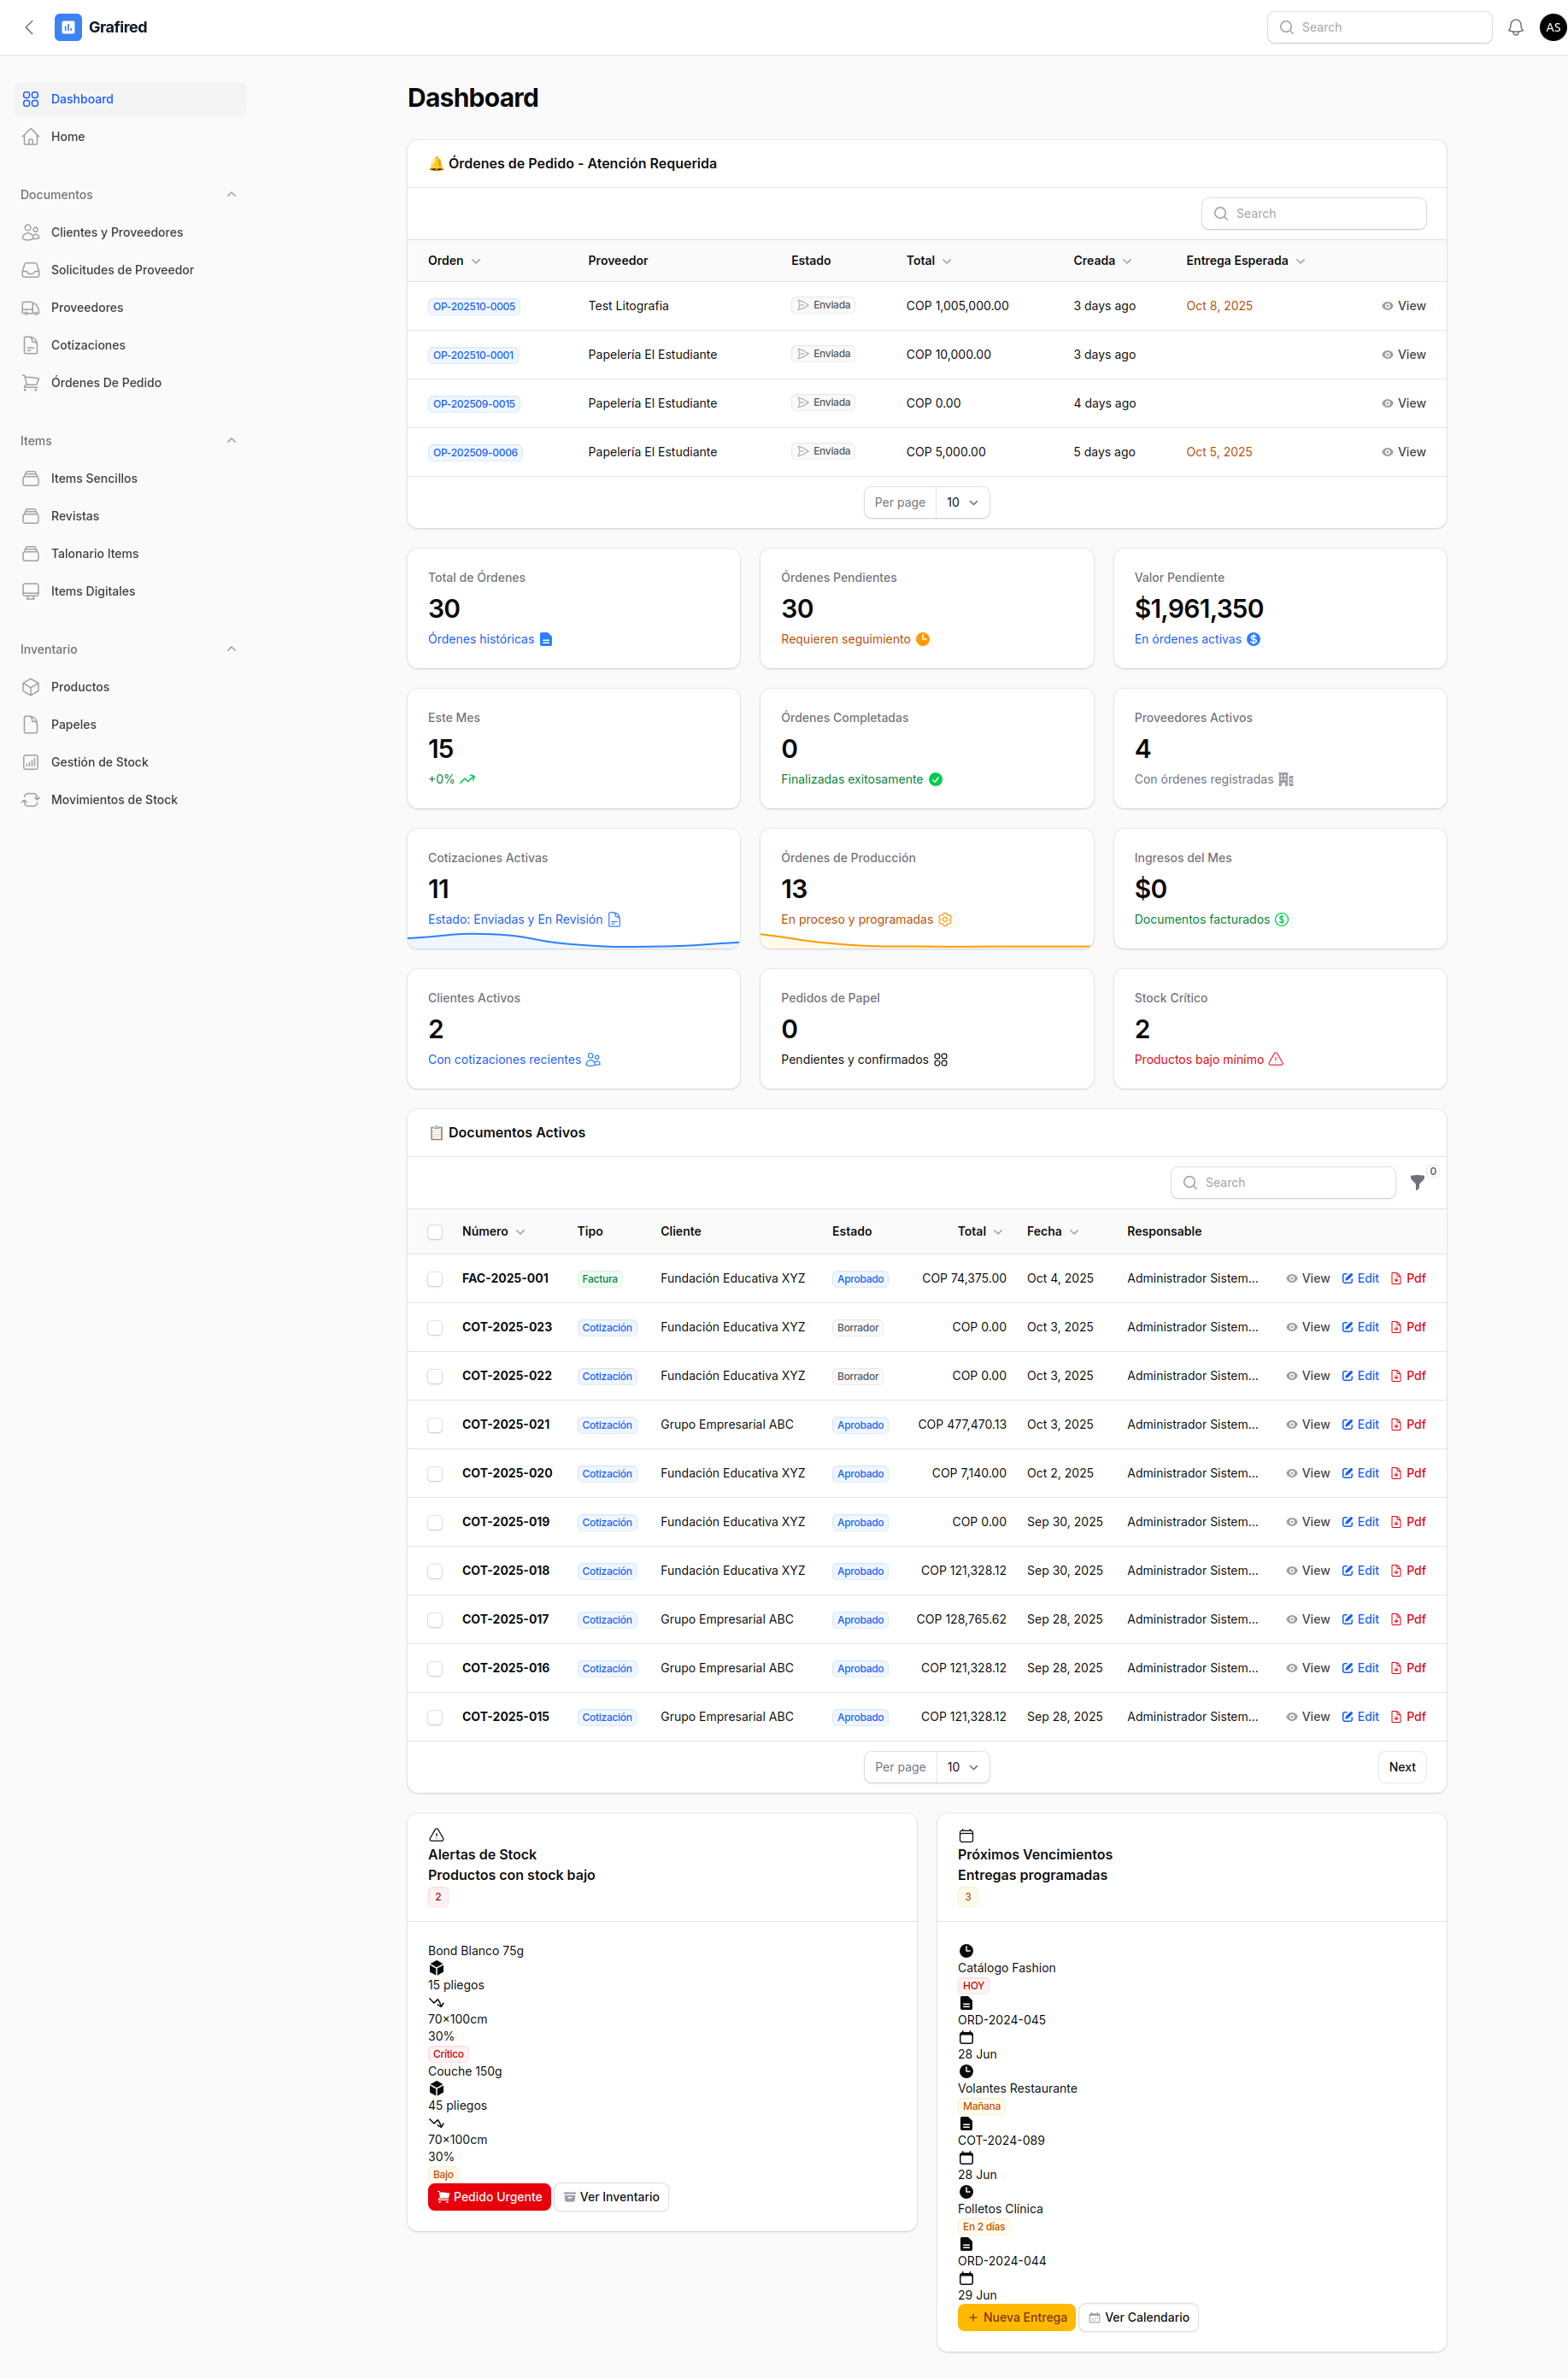 Grafired
Search
AS
Dashboard
Home
Documentos
Clientes y Proveedores
Solicitudes de Proveedor
Proveedores
Cotizaciones
Órdenes De Pedido
Items
Items Sencillos
Revistas
Talonario Items
Items Digitales
Inventario
Productos
Papeles
Gestión de Stock
Movimientos de Stock
Dashboard
🔔 Órdenes de Pedido - Atención Requerida
Search
Orden Proveedor Estado Total Creada Entrega Esperada
OP-202510-0005 Test Litografia Enviada COP 1,005,000.00 3 days ago Oct 8, 2025 View
OP-202510-0001 Papelería El Estudiante Enviada COP 10,000.00 3 days ago View
OP-202509-0015 Papelería El Estudiante Enviada COP 0.00 4 days ago View
OP-202509-0006 Papelería El Estudiante Enviada COP 5,000.00 5 days ago Oct 5, 2025 View
Per page 10
Total de Órdenes
30
Órdenes históricas
Órdenes Pendientes
30
Requieren seguimiento
Valor Pendiente
$1,961,350
En órdenes activas
Este Mes
15
+0%
Órdenes Completadas
0
Finalizadas exitosamente
Proveedores Activos
4
Con órdenes registradas
Cotizaciones Activas
11
Estado: Enviadas y En Revisión
Órdenes de Producción
13
En proceso y programadas
Ingresos del Mes
$0
Documentos facturados
Clientes Activos
2
Con cotizaciones recientes
Pedidos de Papel
0
Pendientes y confirmados
Stock Crítico
2
Productos bajo mínimo
📋 Documentos Activos
Search 0
Número Tipo Cliente Estado Total Fecha Responsable
FAC-2025-001 Factura Fundación Educativa XYZ Aprobado COP 74,375.00 Oct 4, 2025 Administrador Sistem... View Edit Pdf
COT-2025-023 Cotización Fundación Educativa XYZ Borrador COP 0.00 Oct 3, 2025 Administrador Sistem... View Edit Pdf
COT-2025-022 Cotización Fundación Educativa XYZ Borrador COP 0.00 Oct 3, 2025 Administrador Sistem... View Edit Pdf
COT-2025-021 Cotización Grupo Empresarial ABC Aprobado COP 477,470.13 Oct 3, 2025 Administrador Sistem... View Edit Pdf
COT-2025-020 Cotización Fundación Educativa XYZ Aprobado COP 7,140.00 Oct 2, 2025 Administrador Sistem... View Edit Pdf
COT-2025-019 Cotización Fundación Educativa XYZ Aprobado COP 0.00 Sep 30, 2025 Administrador Sistem... View Edit Pdf
COT-2025-018 Cotización Fundación Educativa XYZ Aprobado COP 121,328.12 Sep 30, 2025 Administrador Sistem... View Edit Pdf
COT-2025-017 Cotización Grupo Empresarial ABC Aprobado COP 128,765.62 Sep 28, 2025 Administrador Sistem... View Edit Pdf
COT-2025-016 Cotización Grupo Empresarial ABC Aprobado COP 121,328.12 Sep 28, 2025 Administrador Sistem... View Edit Pdf
COT-2025-015 Cotización Grupo Empresarial ABC Aprobado COP 121,328.12 Sep 28, 2025 Administrador Sistem... View Edit Pdf
Per page 10 Next
Alertas de Stock
Productos con stock bajo
2
Bond Blanco 75g
15 pliegos
70×100cm
30%
Crítico
Couche 150g
45 pliegos
70×100cm
30%
Bajo
Pedido Urgente Ver Inventario
Próximos Vencimientos
Entregas programadas
3
Catálogo Fashion
HOY
ORD-2024-045
28 Jun
Volantes Restaurante
Mañana
COT-2024-089
28 Jun
Folletos Clínica
En 2 días
ORD-2024-044
29 Jun
Nueva Entrega Ver Calendario